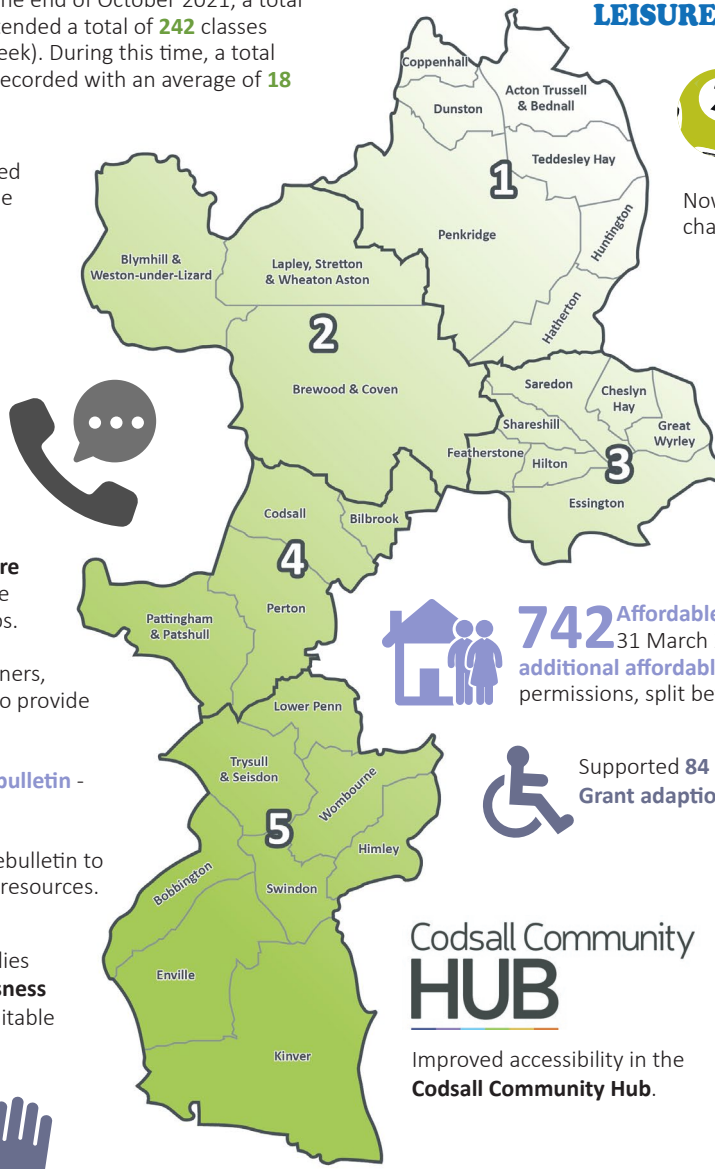 he end of October 2021, a total
tended a total of 242 classes
eek). During this time, a total
recorded with an average of 18
LEISURE
Now
cha
ed
e
Coppenhall
Acton Trussell
& Bednall
Dunston
Teddesley Hay
1
Penkridge
Huntington
Hatherton
Blymhill &
Weston-under-Lizard
Lapley, Stretton
& Wheaton Aston
2
Brewood & Coven
Saredon
Cheslyn
Hay
Shareshill
Great
Wyrley
Featherstone
Hilton
3
Essington
Codsall
Bilbrook
4
Perton
Pattingham
& Patshull
re
e
os.
ners,
o provide
bulletin -
ebulletin to
resources.
dies
sness
itable
742 Affordable
31 March
additional affordabl
permissions, split be
Supported 84
Grant adaptio
Lower Penn
Trysull
& Seisdon
Wombourne
5
Himley
Bobbington
Swindon
Enville
Kinver
Codsall Community
HUB
Improved accessibility in the
Codsall Community Hub.